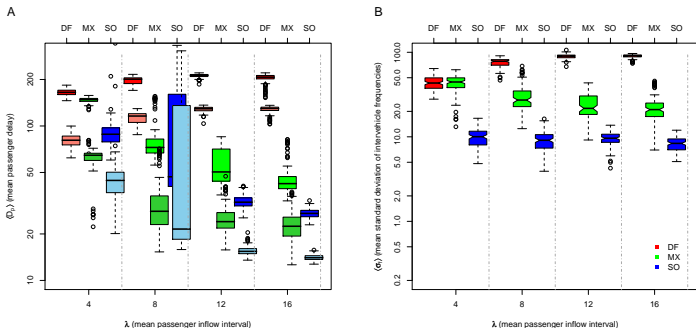 A
DF MX SO DF MX SO DF MX SO DF MX SO
200
100
50
20
10
(mean passenger delay)
4 8 12 16
λ (mean passenger inflow interval)
B
DF MX SO DF MX SO DF MX SO DF MX SO
100.0
50.0
20.0
10.0
5.0
2.0
1.0
0.5
0.2
(mean standard deviation of intervehicle frequencies)
DF
MX
SO
4 8 12 16
λ (mean passenger inflow interval)